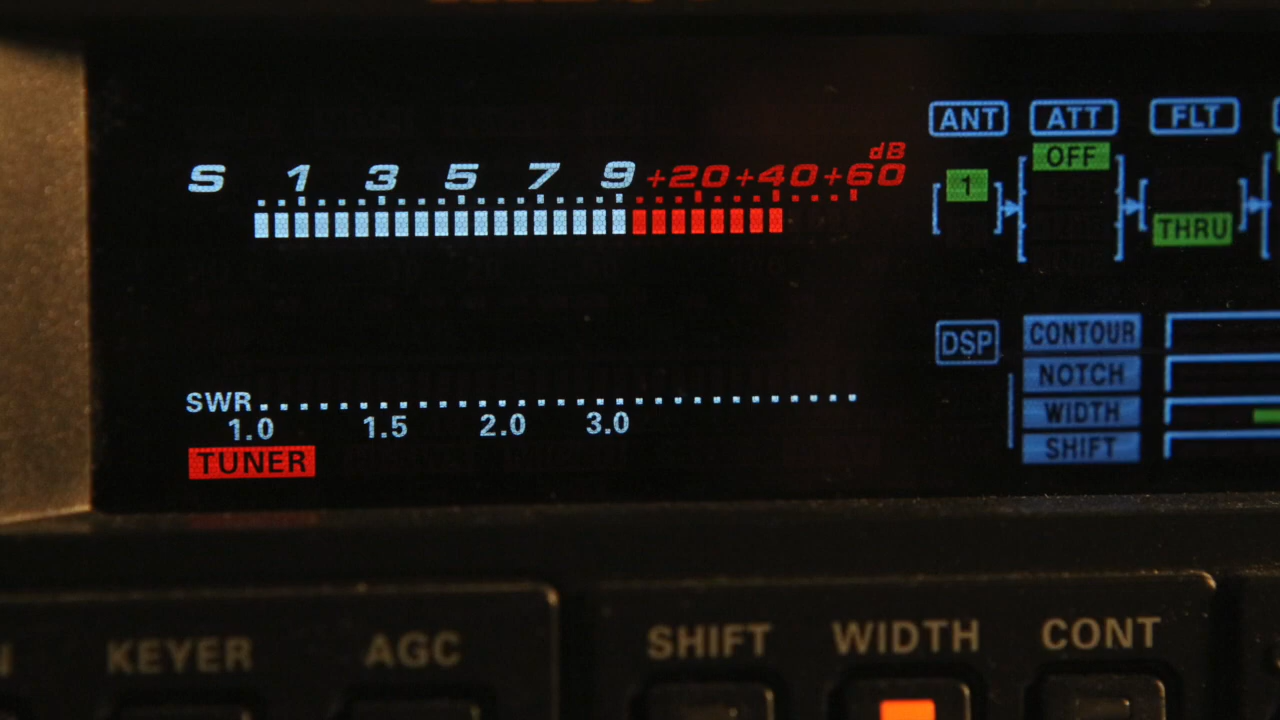 dB
S 1 3 5 7 9 +20+40+60
ANT ATT FLT
OFF
1
THRU
DSP
CONTOUR
NOTCH
WIDTH
SHIFT
SWR
1.0 1.5 2.0 3.0
TUNER
KEYER AGC SHIFT WIDTH CONT